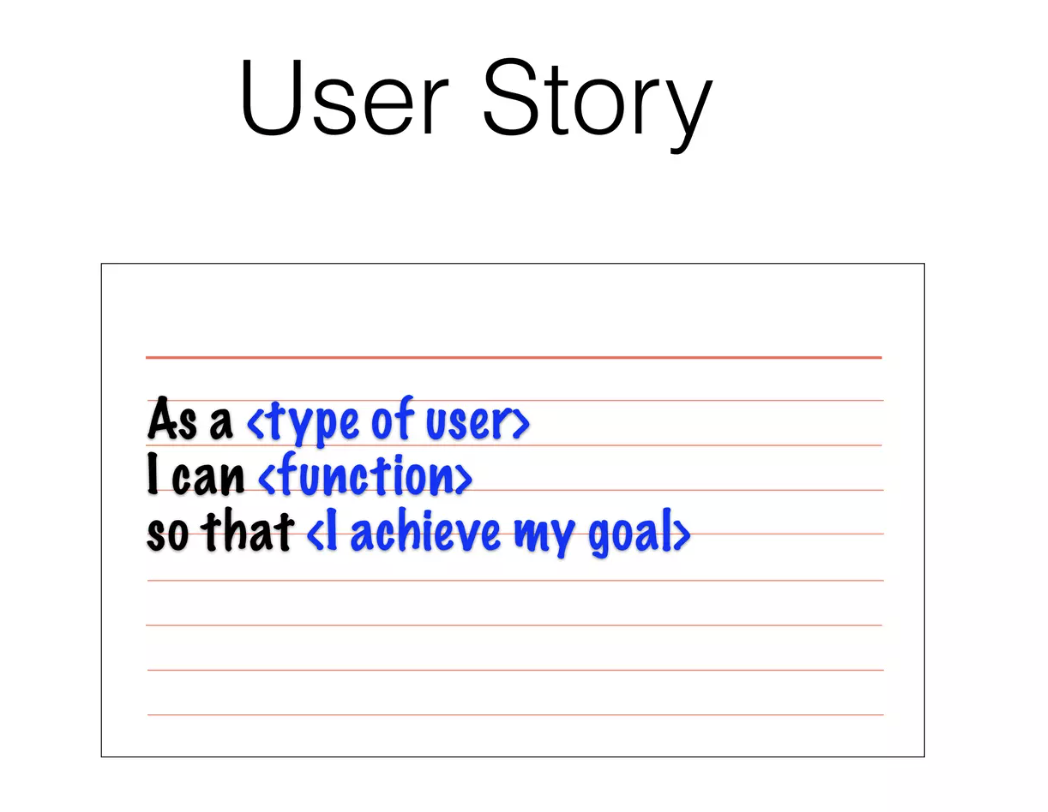 User Story
As a <type of user>
I can <function>
so that <I achieve my goal>